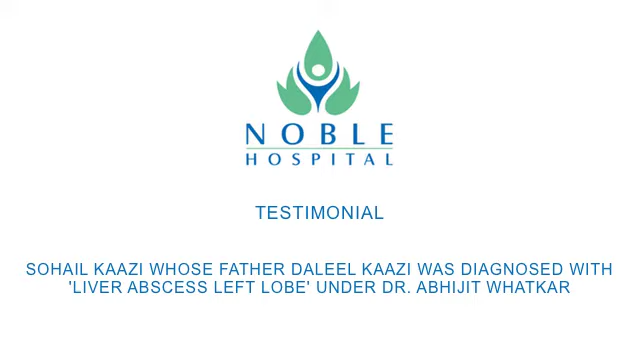 NOBLE
HOSPITAL
TESTIMONIAL
SOHAIL KAAZI WHOSE FATHER DALEEL KAAZI WAS DIAGNOSED WITH
'LIVER ABSCESS LEFT LOBE' UNDER DR. ABHIJIT WHATKAR